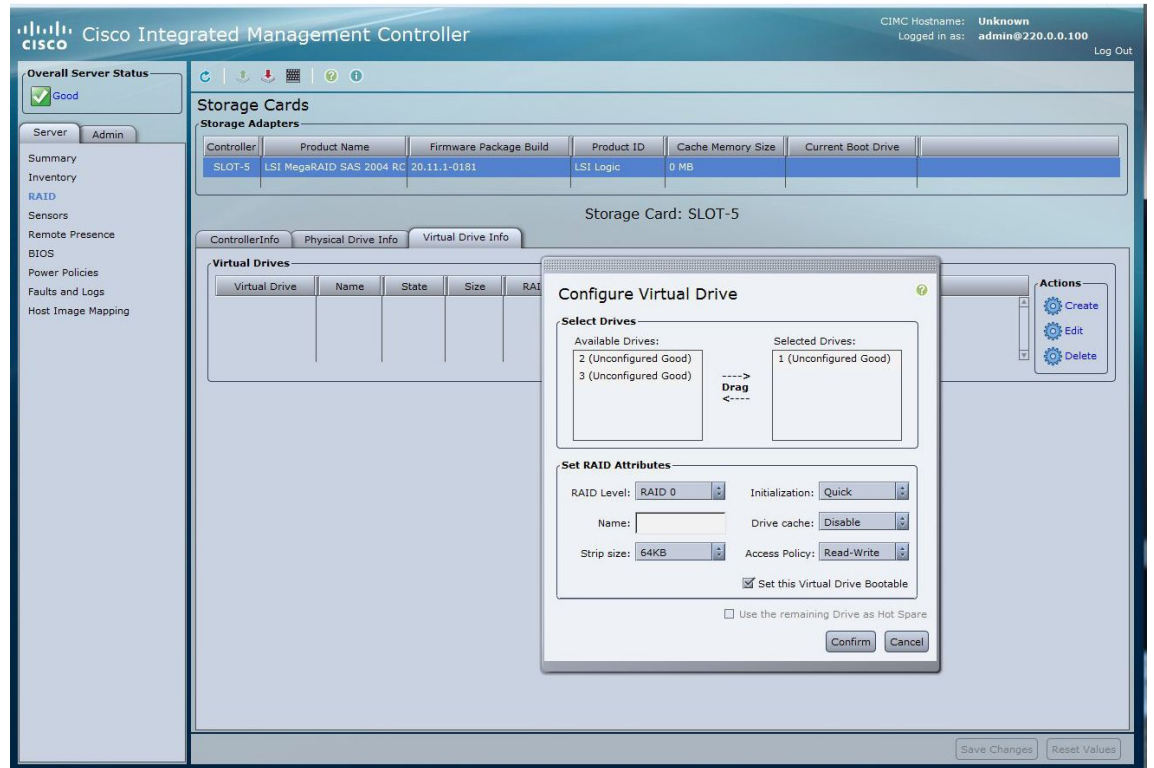 CISCO Cisco Integrated Management Controller
CIMC Hostname: Unknown
Logged in as: admin@220.0.0.100
Log Out
Overall Server Status
Good
Server Admin
Summary
Inventory
RAID
Sensors
Remote Presence
BIOS
Power Policies
Faults and Logs
Host Image Mapping
Storage Cards
Storage Adapters
Controller Product Name Firmware Package Build Product ID Cache Memory Size Current Boot Drive
SLOT-5 LSI MegaRAID SAS 2004 RC 20.11.1-0181 LSI Logic 0 MB
Storage Card: SLOT-5
ControllerInfo Physical Drive Info Virtual Drive Info
Virtual Drives
Virtual Drive Name State Size RAI
Actions
Create
Edit
Delete
Configure Virtual Drive
Select Drives
Available Drives: Selected Drives:
2 (Unconfigured Good) 1 (Unconfigured Good)
3 (Unconfigured Good)
---->
Drag
<----
Set RAID Attributes
RAID Level: RAID 0 Initialization: Quick
Name: Drive cache: Disable
Strip size: 64KB Access Policy: Read-Write
Set this Virtual Drive Bootable
Use the remaining Drive as Hot Spare
Confirm Cancel
Save Changes Reset Values